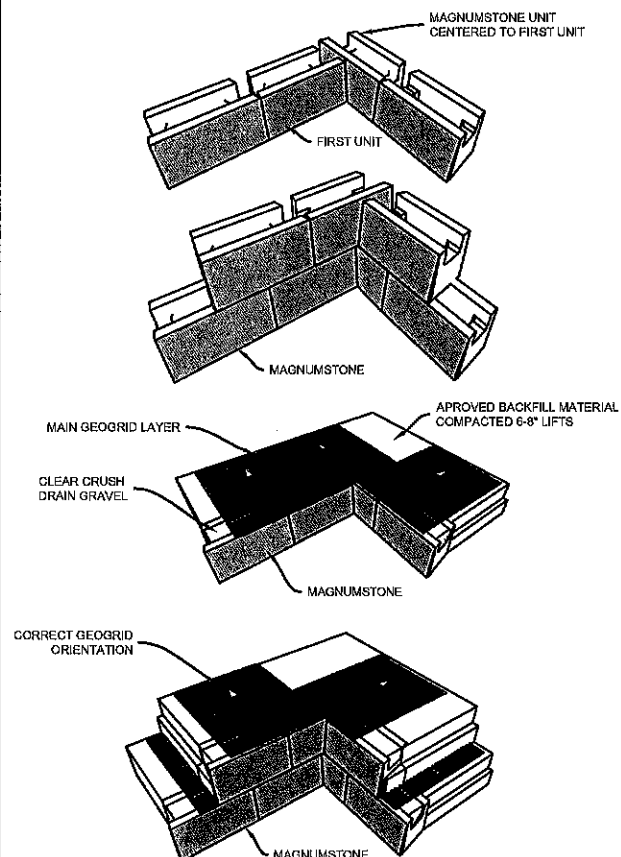 MAGNUMSTONE UNIT
CENTERED TO FIRST UNIT
FIRST UNIT
MAGNUMSTONE
MAIN GEOGRID LAYER
APROVED BACKFILL MATERIAL
COMPACTED 6-8" LIFTS
CLEAR CRUSH
DRAIN GRAVEL
MAGNUMSTONE
CORRECT GEOGRID
ORIENTATION
MAGNUMSTONE